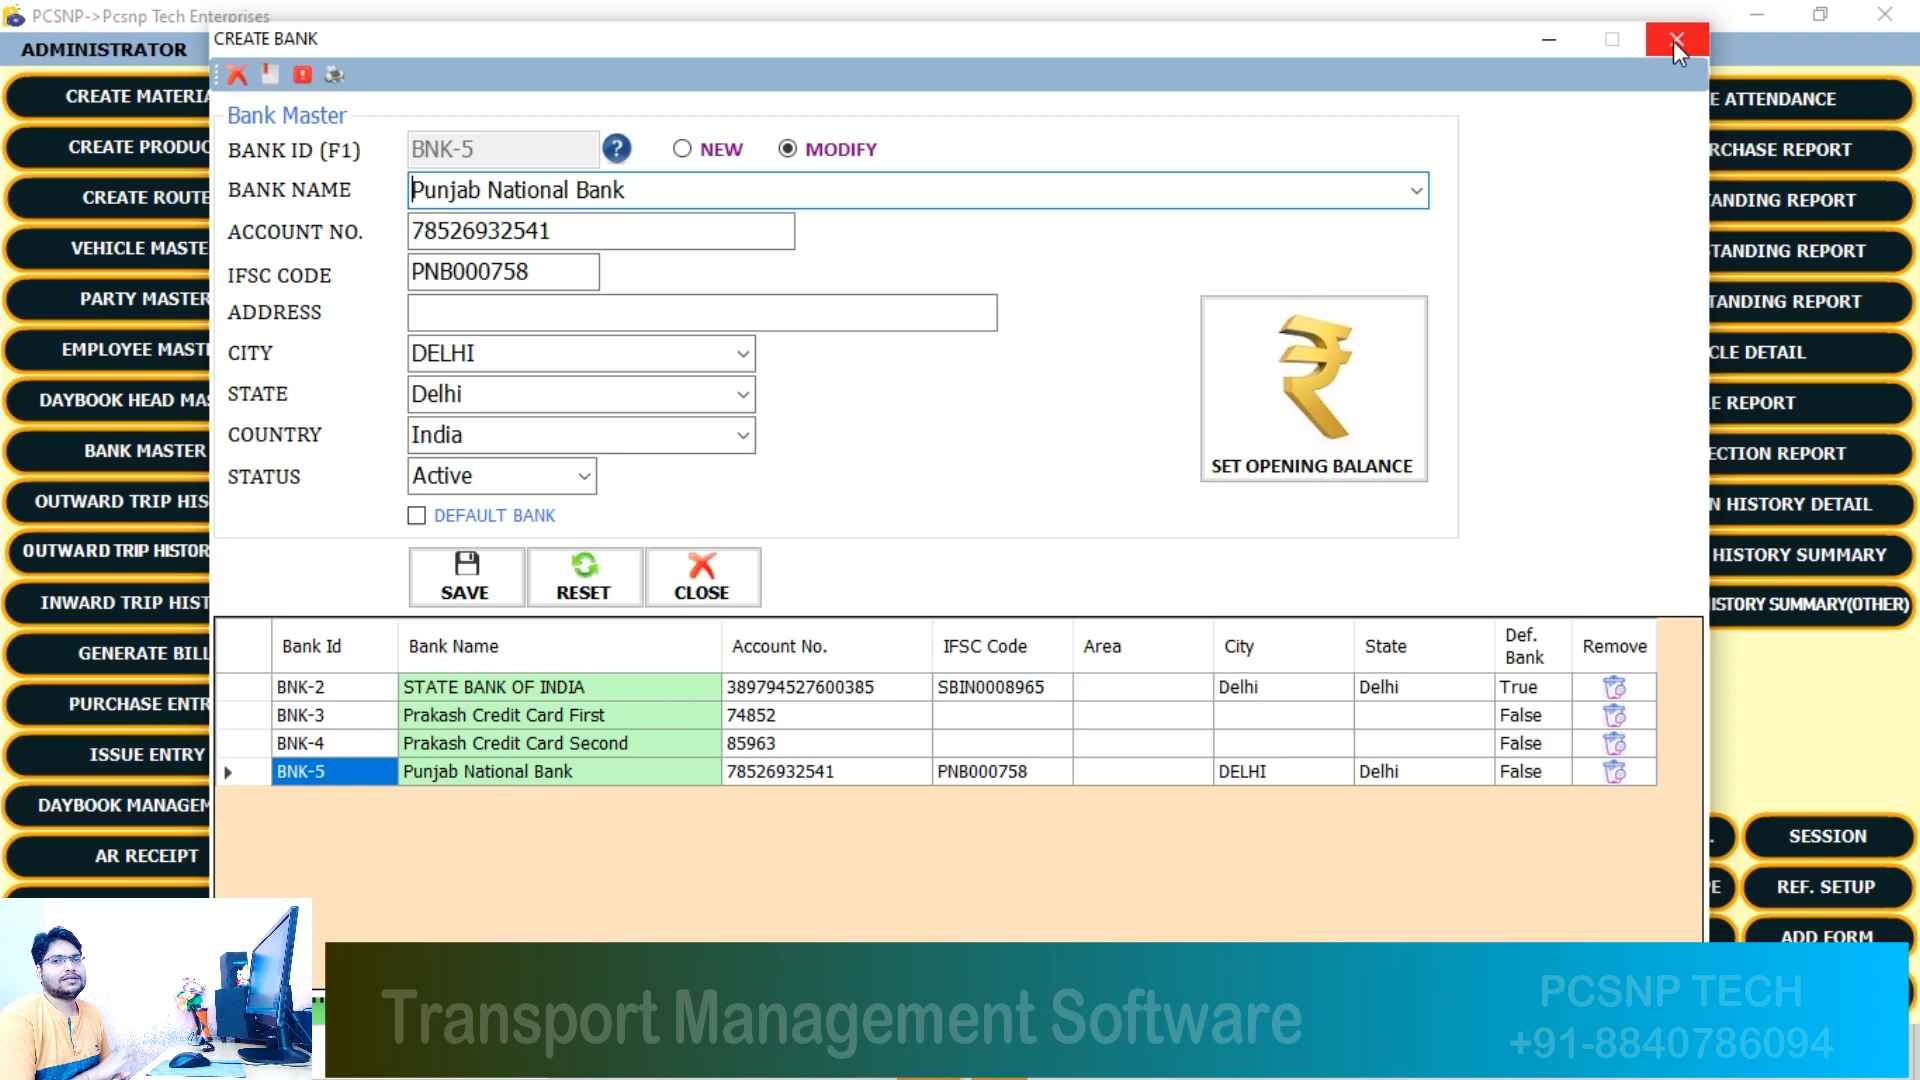 PCSNP->Pcsnp Tech Enterprises
CREATE BANK
ADMINISTRATOR
CREATE MATERIA
CREATE PRODUC
CREATE ROUTE
VEHICLE MASTE
PARTY MASTER
EMPLOYEE MAST
DAYBOOK HEAD MAS
BANK MASTER
OUTWARD TRIP HIS
OUTWARD TRIP HISTOR
INWARD TRIP HIST
GENERATE BILL
PURCHASE ENTR
ISSUE ENTRY
DAYBOOK MANAGEM
AR RECEIPT
Bank Master
BANK ID (F1) BNK-5 ? NEW MODIFY
BANK NAME Punjab National Bank
ACCOUNT NO. 78526932541
IFSC CODE PNB000758
ADDRESS
CITY DELHI
STATE Delhi
COUNTRY India
STATUS Active
DEFAULT BANK
SET OPENING BALANCE
SAVE RESET CLOSE
Bank Id Bank Name Account No. IFSC Code Area City State Def. Bank Remove
BNK-2 STATE BANK OF INDIA 389794527600385 SBIN0008965 Delhi Delhi True
BNK-3 Prakash Credit Card First 74852 False
BNK-4 Prakash Credit Card Second 85963 False
BNK-5 Punjab National Bank 78526932541 PNB000758 DELHI Delhi False
E ATTENDANCE
RCHASE REPORT
ANDING REPORT
TANDING REPORT
TANDING REPORT
CLE DETAIL
E REPORT
ECTION REPORT
N HISTORY DETAIL
HISTORY SUMMARY
ISTORY SUMMARY(OTHER)
SESSION
REF. SETUP
ADD FORM
Transport Management Software
PCSNP TECH
+91-8840786094